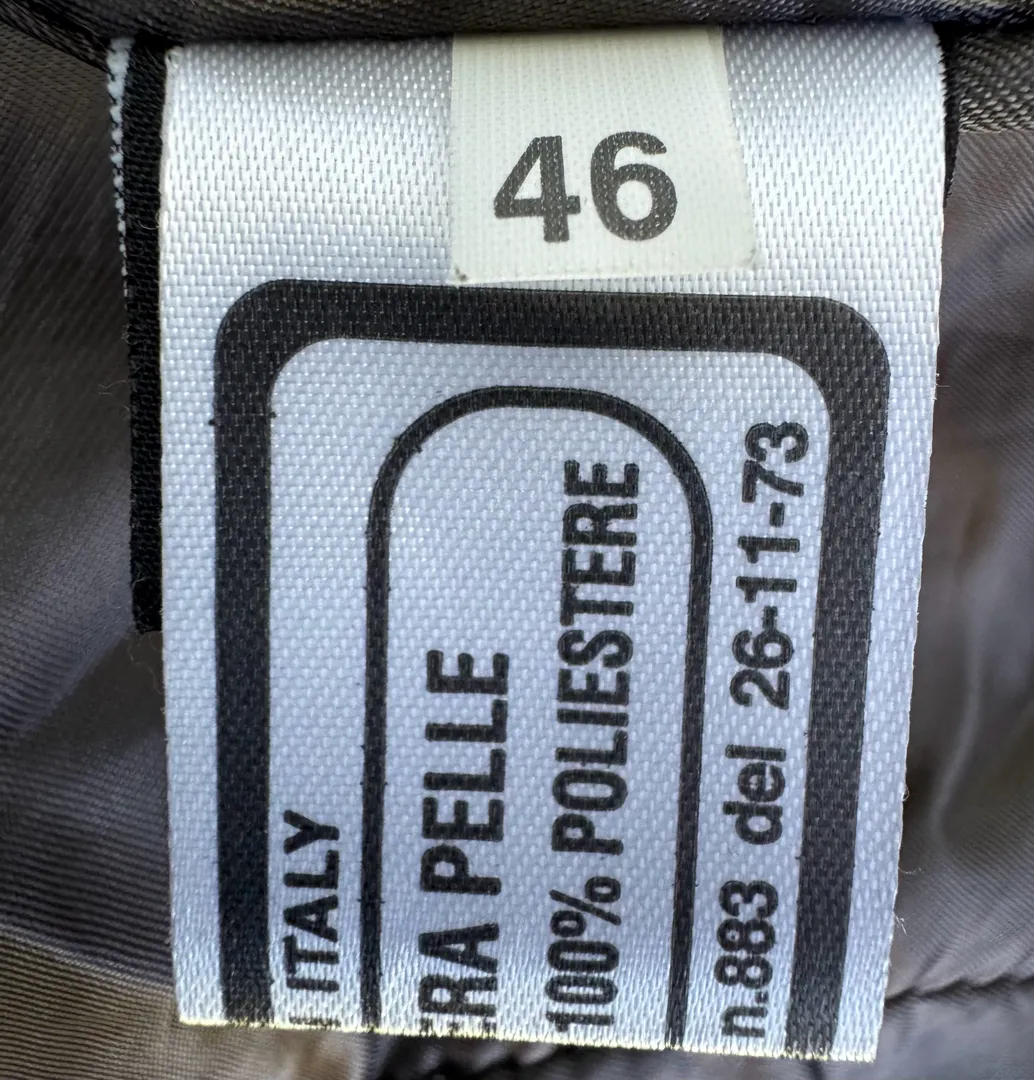 46
ITALY
RA PELLE
100% POLIESTERE
n.883 del 26-11-73